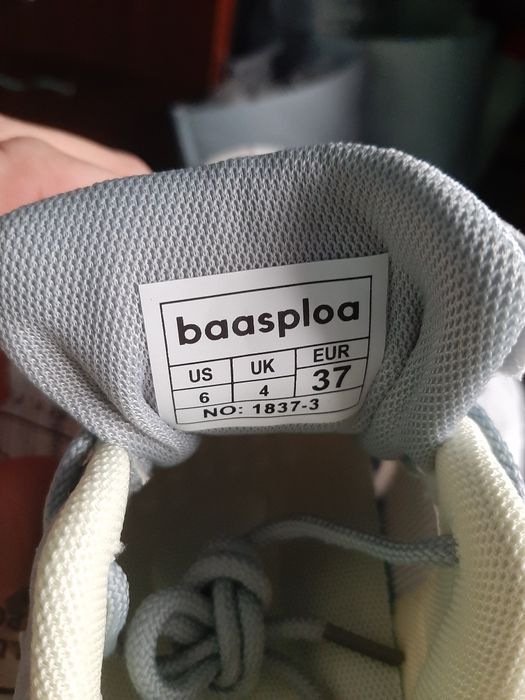 baasploa
US UK EUR
6 4 37
NO: 1837-3